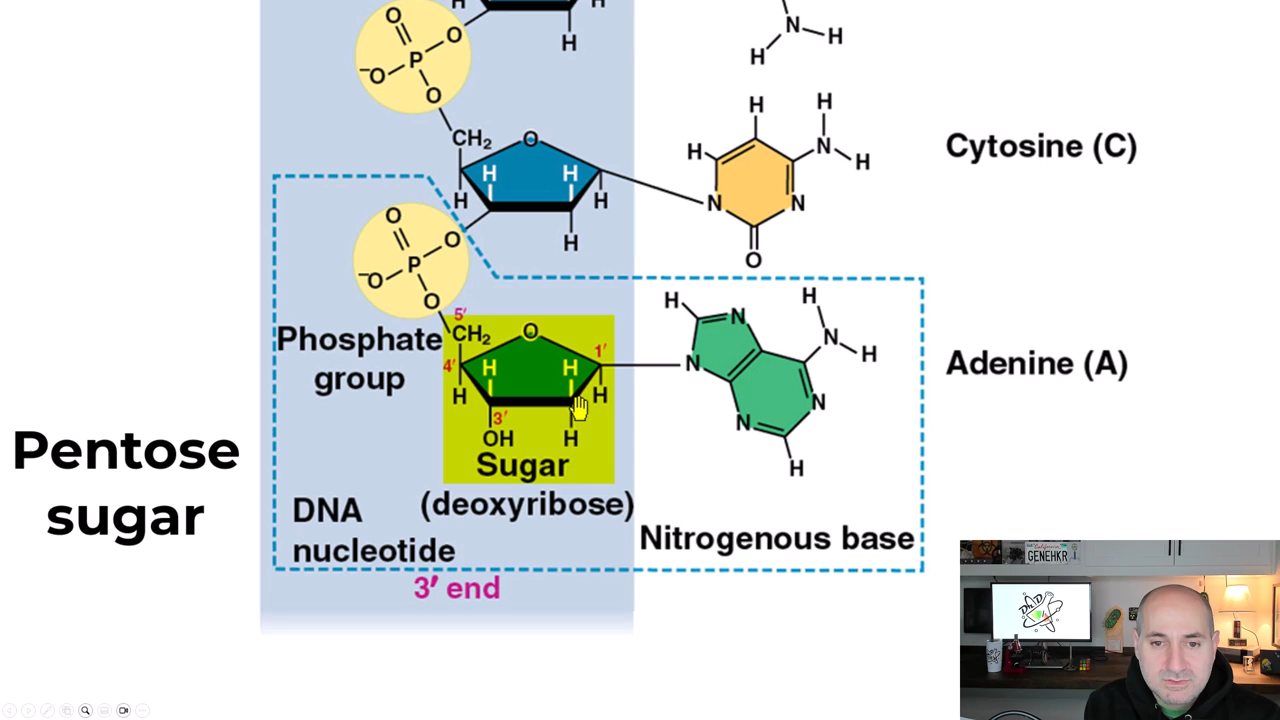 H
H
O
O
P
⁻O
O
H
N
H
H
CH₂
O
H
H
H
H
H
H
H
H
N
H
N
N
O
Cytosine (C)
O
O
P
⁻O
O
Phosphate
group
5′
CH₂
O
1′
4′
H
H
H
H
3′
OH
H
Sugar
(deoxyribose)
H
N
N
H
N
H
N
N
H
Adenine (A)
Pentose
sugar
DNA
nucleotide
Nitrogenous base
3′ end
California
GENEHKR